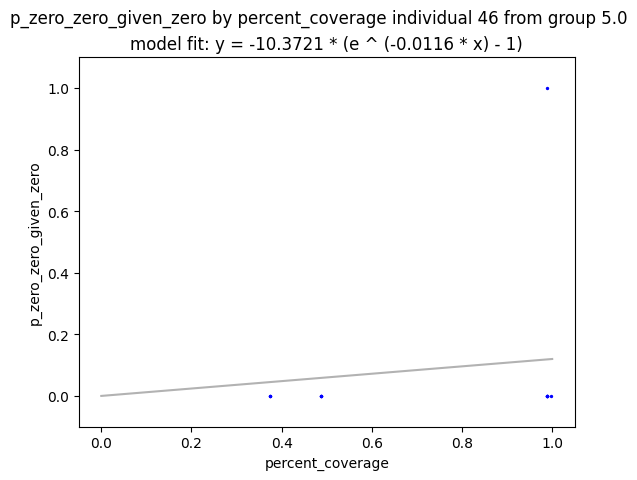 p_zero_zero_given_zero by percent_coverage individual 46 from group 5.0
model fit: y = -10.3721 * (e ^ (-0.0116 * x) - 1)
1.0
0.8
0.6
0.4
0.2
0.0
p_zero_zero_given_zero
0.0 0.2 0.4 0.6 0.8 1.0
percent_coverage